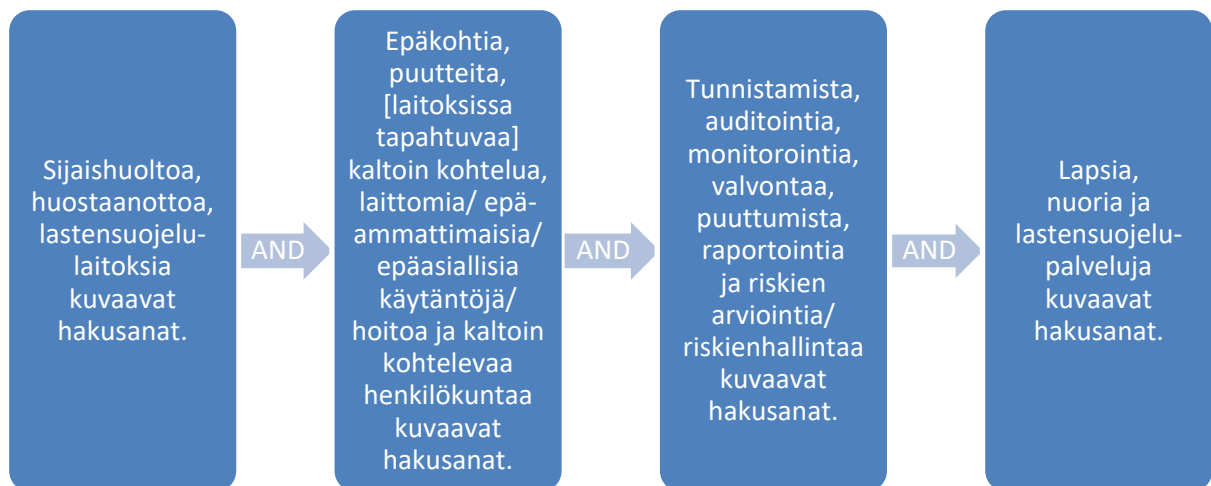 Sijaishuoltoa,
huostaanottoa,
lastensuojelu-
laitoksia
kuvaavat
hakusanat.
AND
Epäkohtia,
puutteita,
[laitoksissa
tapahtuvaa]
kaltoin kohtelua,
laittomia/ epä-
ammattimaisia/
epäasiallisia
käytäntöjä/
hoitoa ja kaltoin
kohtelevaa
henkilökuntaa
kuvaavat
hakusanat.
AND
Tunnistamista,
auditointia,
monitorointia,
valvontaa,
puuttumista,
raportointia
ja riskien
arviointia/
riskienhallintaa
kuvaavat
hakusanat.
AND
Lapsia,
nuoria ja
lastensuojelu-
palveluja
kuvaavat
hakusanat.